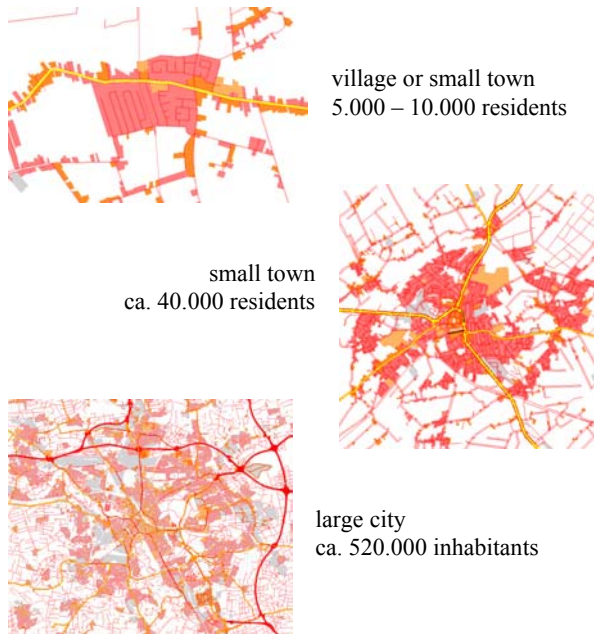 village or small town
5.000 – 10.000 residents
small town
ca. 40.000 residents
large city
ca. 520.000 inhabitants